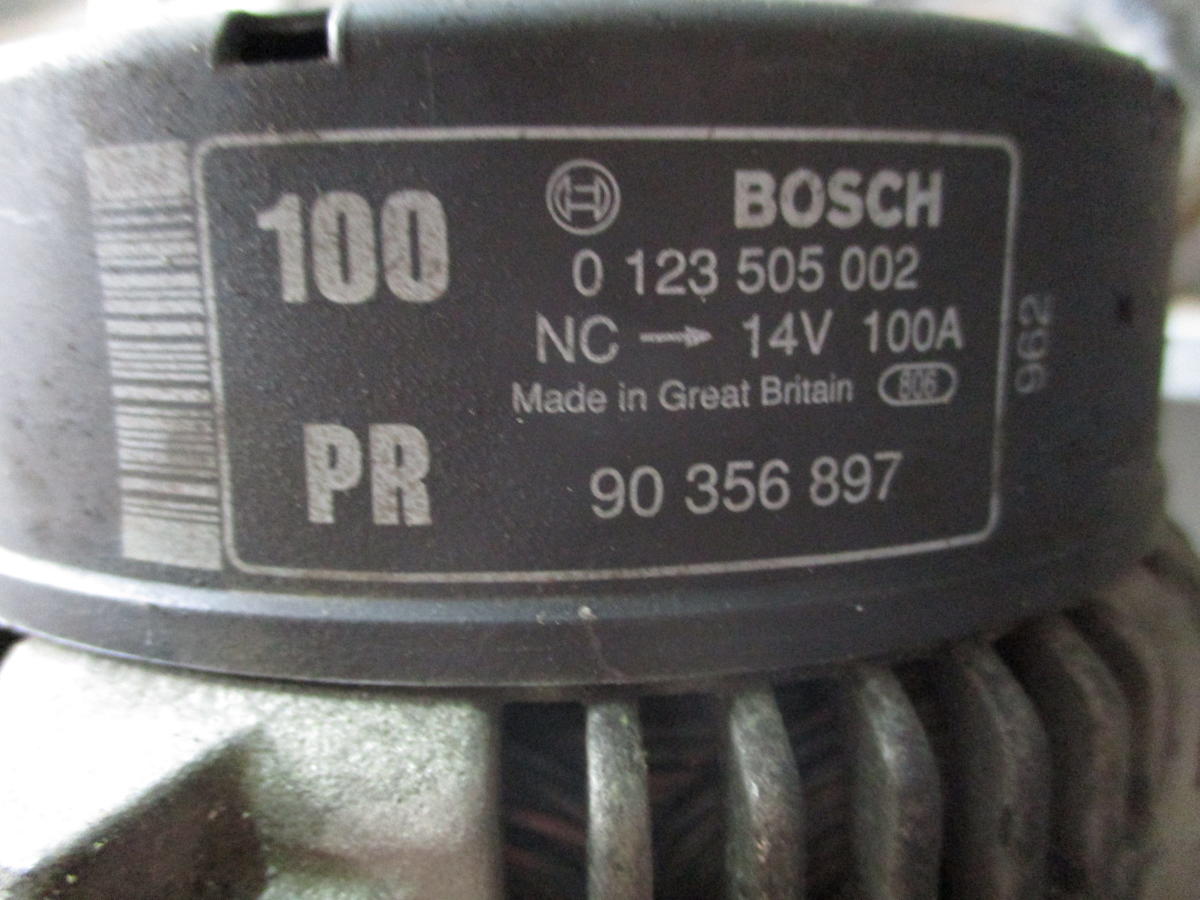 100
BOSCH
0 123 505 002
NC → 14V 100A
Made in Great Britain 806
PR
90 356 897
962